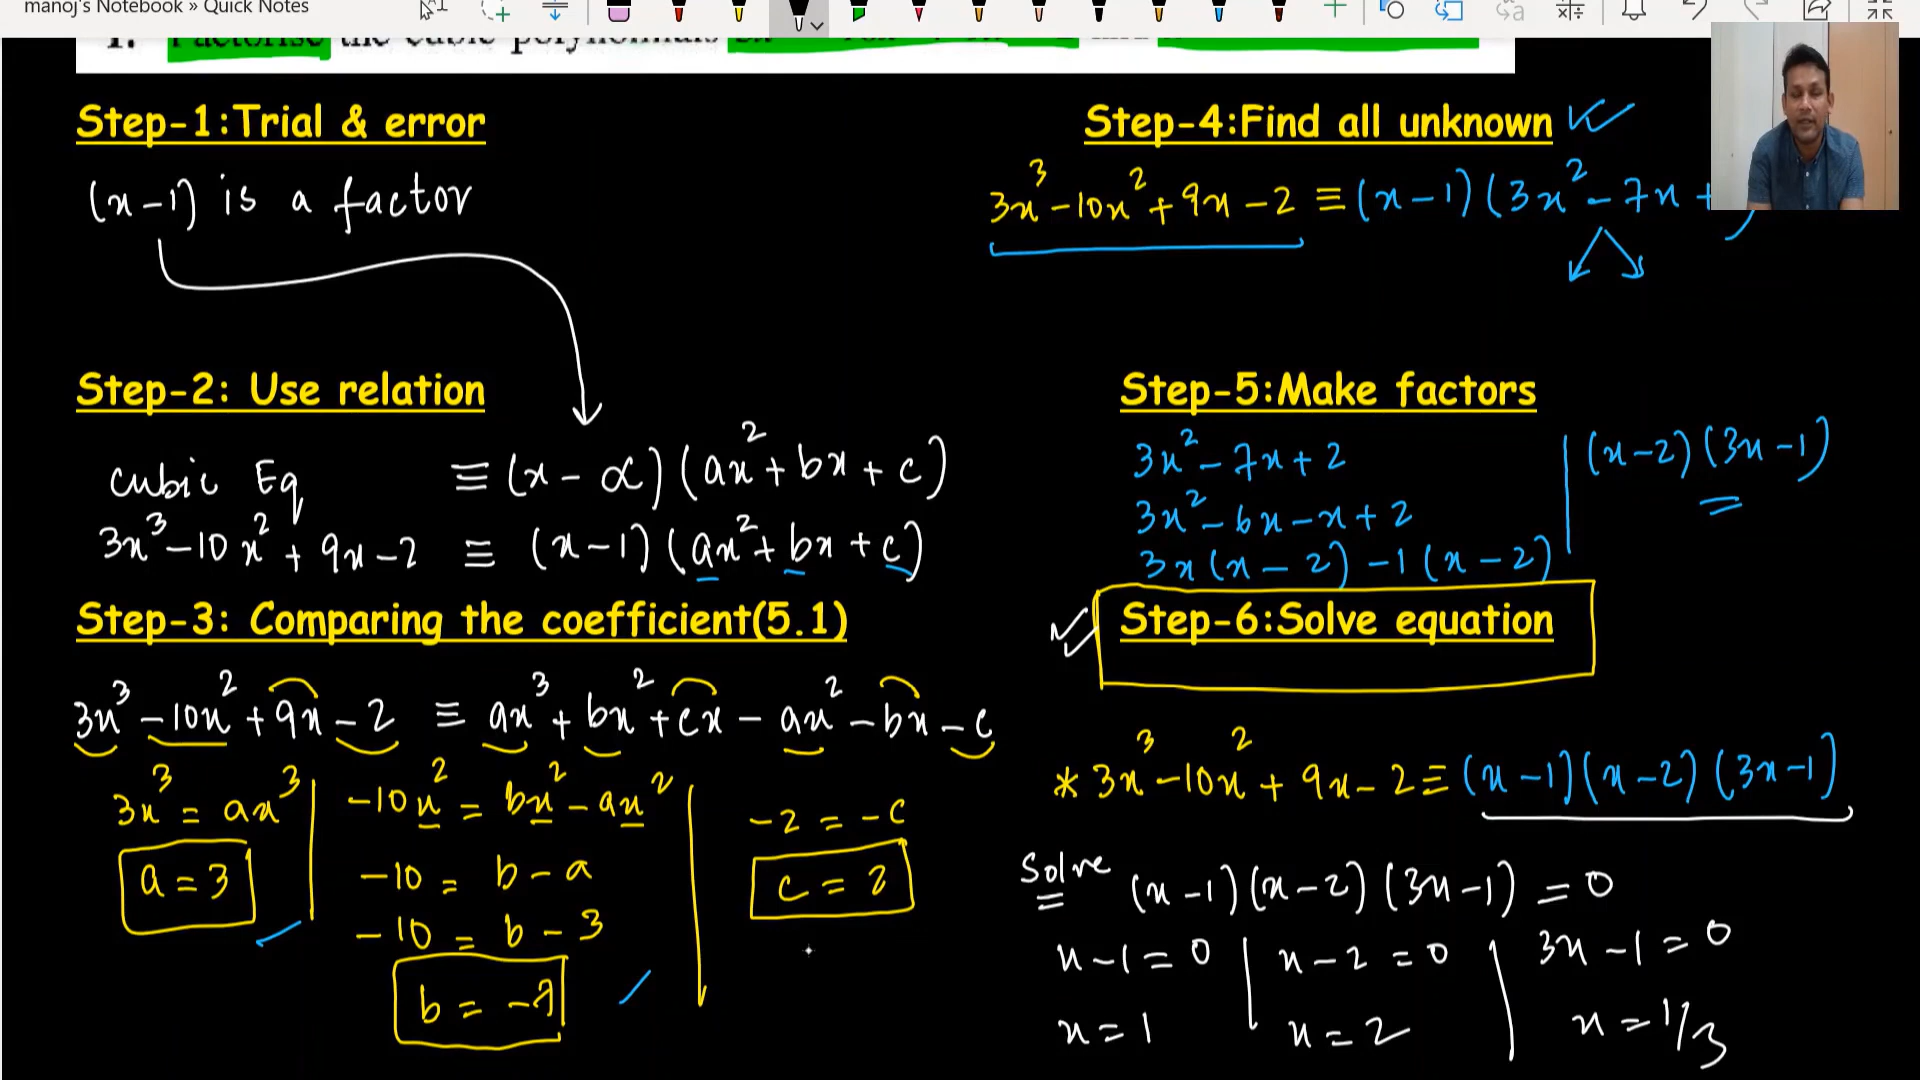 manoj's Notebook » Quick Notes
1. Factorise the cubic polynomials
Step-1:Trial & error
(x-1) is a factor
Step-2: Use relation
cubic Eq ≡ (x - α)(ax² + bx + c)
3x³ - 10x² + 9x - 2 ≡ (x-1)(ax² + bx + c)
Step-3: Comparing the coefficient(5.1)
3x³ - 10x² + 9x - 2 ≡ ax³ + bx² + cx - ax² - bx - c
3x³ = ax³
a = 3
-10x² = bx² - ax²
-10 = b - a
-10 = b - 3
b = -7
-2 = -c
c = 2
Step-4:Find all unknown
3x³ - 10x² + 9x - 2 ≡ (x-1)(3x² - 7x +
Step-5:Make factors
3x² - 7x + 2
3x² - 6x - x + 2
3x(x - 2) -1(x - 2)
(x-2)(3x-1)
Step-6:Solve equation
* 3x³ - 10x² + 9x - 2 ≡ (x-1)(x-2)(3x-1)
Solve (x-1)(x-2)(3x-1) = 0
x-1 = 0 | x-2 = 0 | 3x-1 = 0
x = 1 | x = 2 | x = 1/3